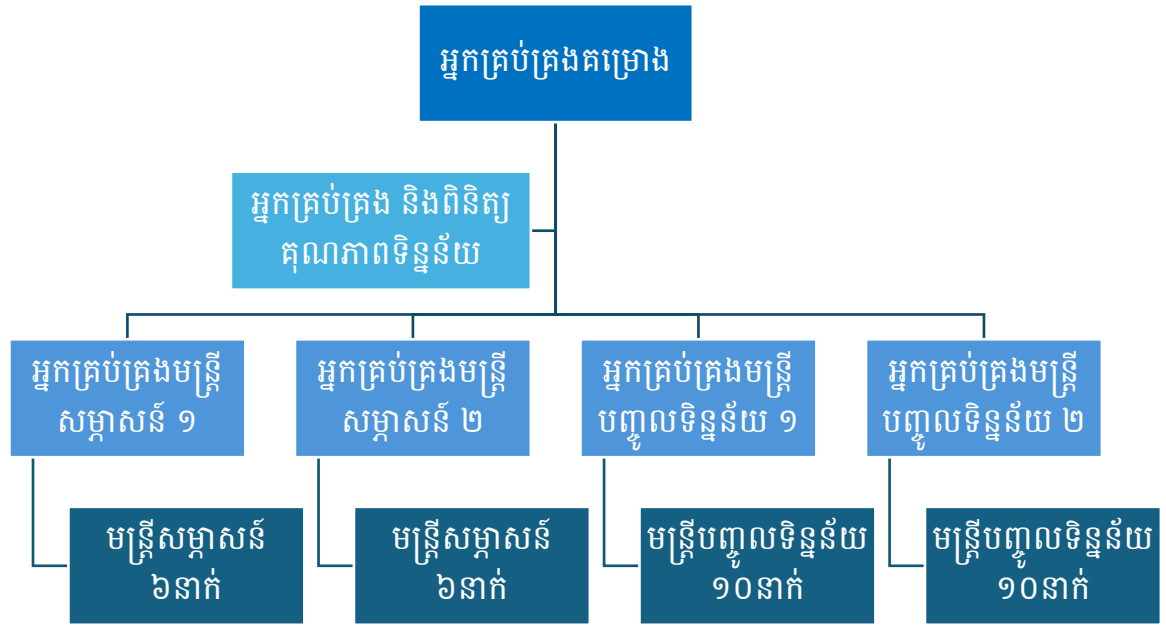 អ្នកគ្រប់គ្រងគម្រោង
អ្នកគ្រប់គ្រង និងពិនិត្យ
គុណភាពទិន្នន័យ
អ្នកគ្រប់គ្រងមន្ត្រី
សម្ភាសន៍ ១
អ្នកគ្រប់គ្រងមន្ត្រី
សម្ភាសន៍ ២
អ្នកគ្រប់គ្រងមន្ត្រី
បញ្ចូលទិន្នន័យ ១
អ្នកគ្រប់គ្រងមន្ត្រី
បញ្ចូលទិន្នន័យ ២
មន្ត្រីសម្ភាសន៍
៦នាក់
មន្ត្រីសម្ភាសន៍
៦នាក់
មន្ត្រីបញ្ចូលទិន្នន័យ
១០នាក់
មន្ត្រីបញ្ចូលទិន្នន័យ
១០នាក់